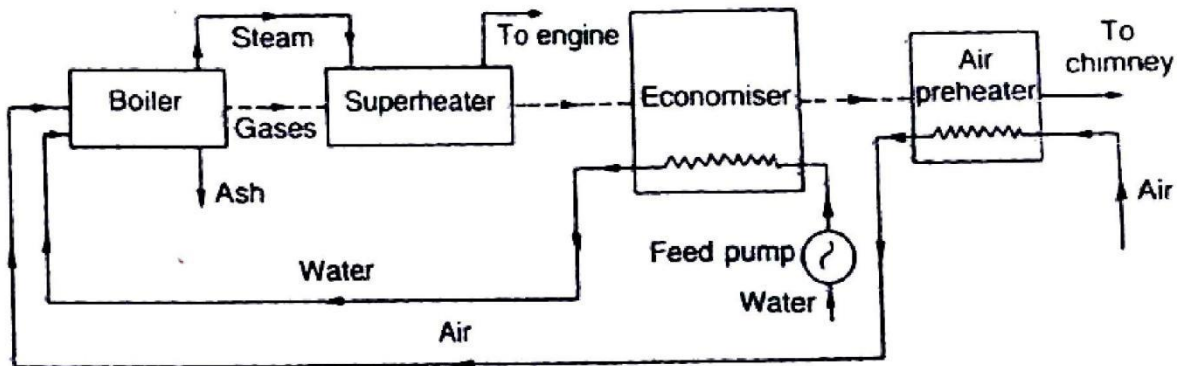 Steam
To engine
To
chimney
Boiler
Superheater
Economiser
Air
preheater
Gases
Ash
Air
Feed pump
Water
Water
Air